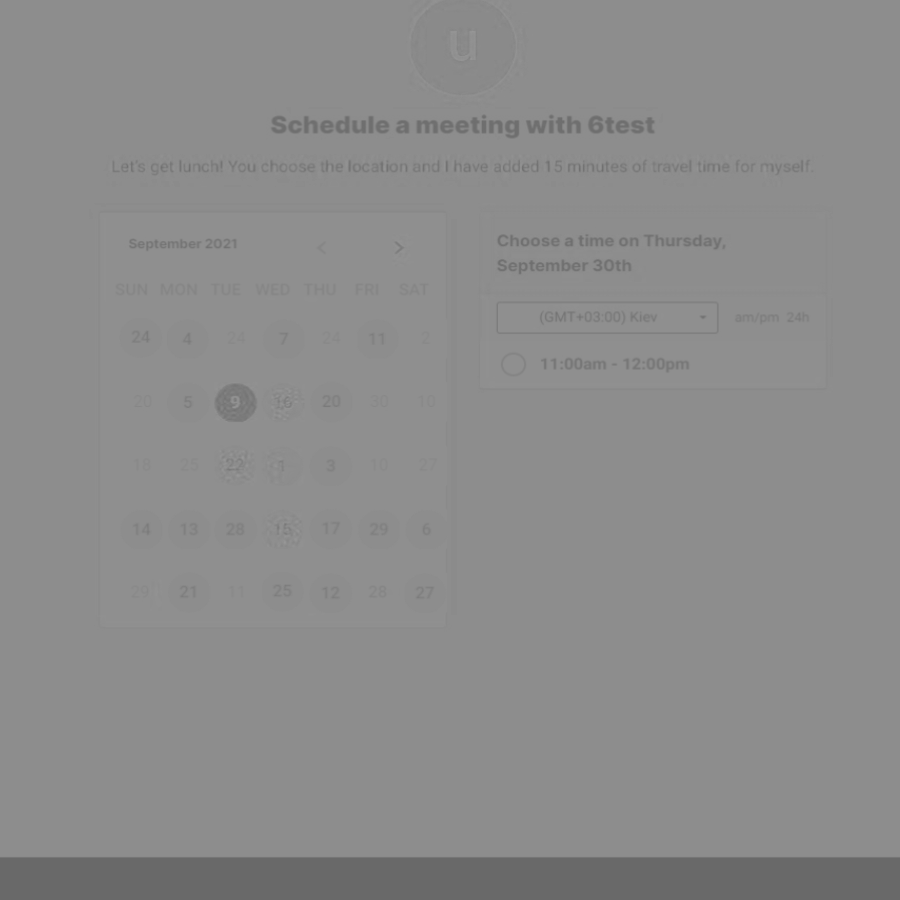 u
Schedule a meeting with 6test
Let's get lunch! You choose the location and I have added 15 minutes of travel time for myself.
September 2021 < >
SUN MON TUE WED THU FRI SAT
24 4 24 7 24 11 2
20 5 9 16 20 30 10
18 25 22 1 3 10 27
14 13 28 15 17 29 6
29 21 11 25 12 28 27
Choose a time on Thursday,
September 30th
(GMT+03:00) Kiev am/pm 24h
11:00am - 12:00pm